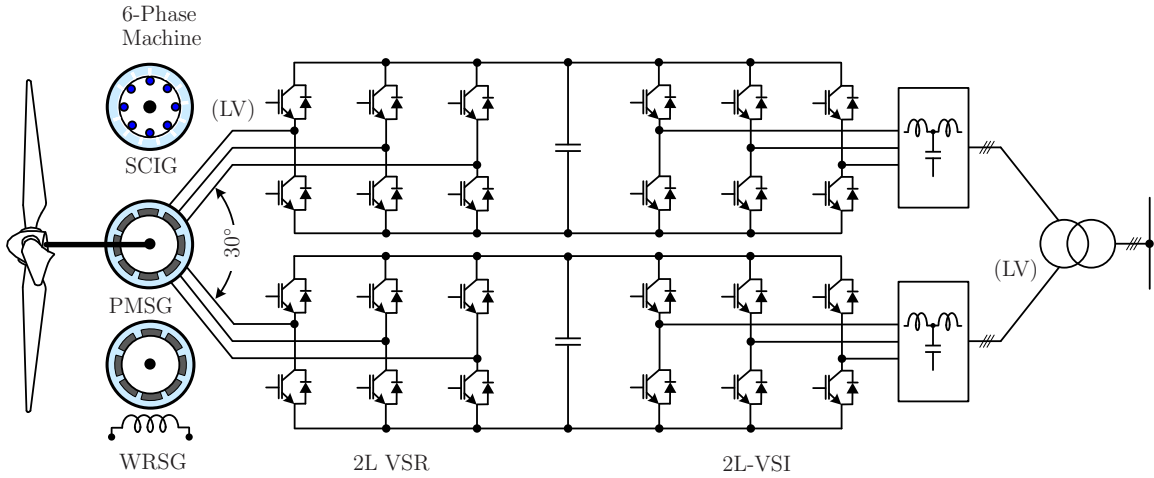 6-Phase
Machine
(LV)
SCIG
30°
PMSG
(LV)
WRSG
2L VSR
2L-VSI